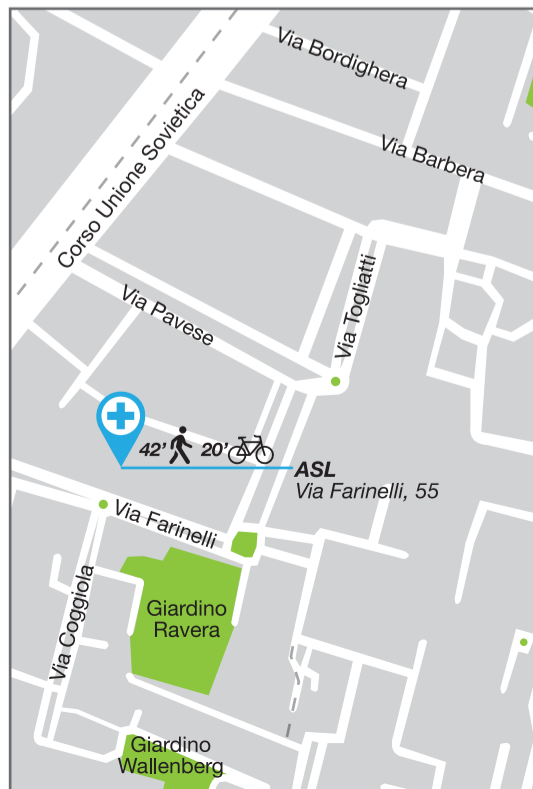 Via Bordighera
Via Barbera
Corso Unione Sovietica
Via Togliatti
Via Pavese
42’ 20’
ASL
Via Farinelli, 55
Via Farinelli
Via Coggiola
Giardino
Ravera
Giardino
Wallenberg